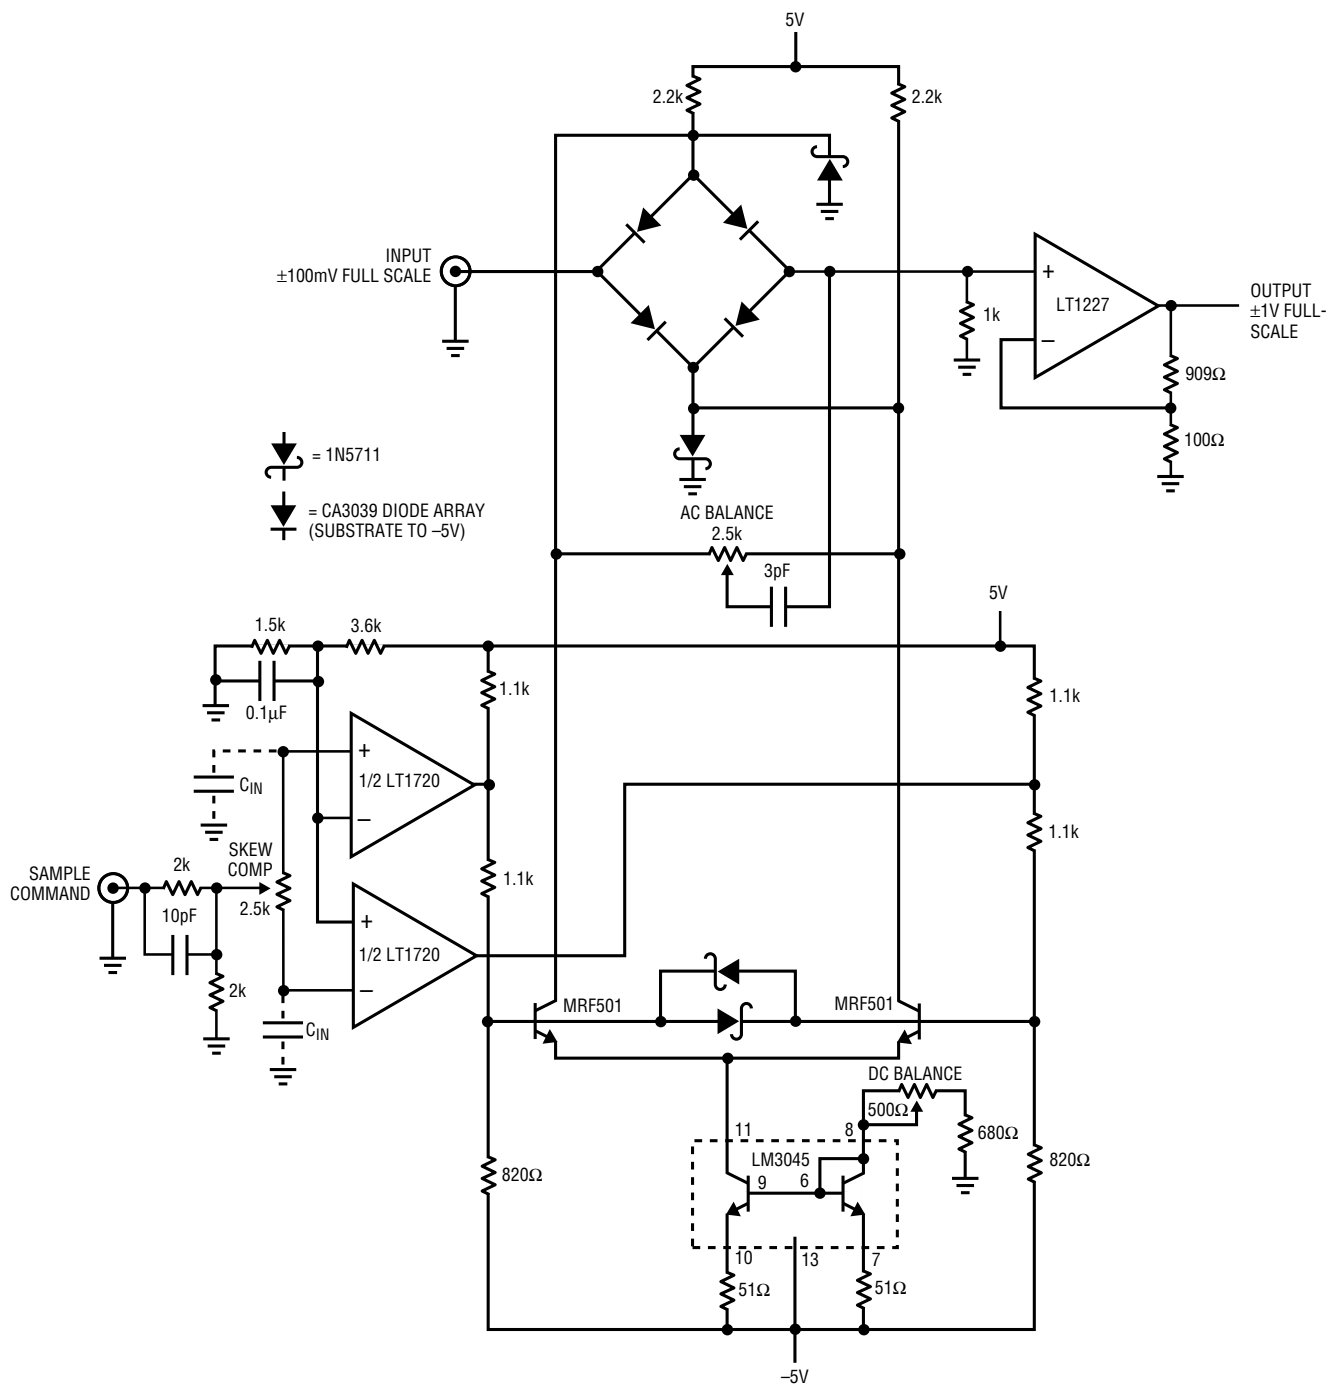 5V
2.2k
2.2k
INPUT
±100mV FULL SCALE
+
LT1227
–
1k
OUTPUT
±1V FULL-
SCALE
909Ω
100Ω
= 1N5711
= CA3039 DIODE ARRAY
(SUBSTRATE TO –5V)
AC BALANCE
2.5k
3pF
5V
1.5k
3.6k
0.1µF
1.1k
1.1k
+
1/2 LT1720
–
CIN
1.1k
1.1k
SKEW
COMP
2.5k
SAMPLE
COMMAND
2k
10pF
2k
+
1/2 LT1720
–
CIN
MRF501
MRF501
DC BALANCE
500Ω
680Ω
11
8
LM3045
9
6
10
13
7
820Ω
820Ω
51Ω
51Ω
–5V